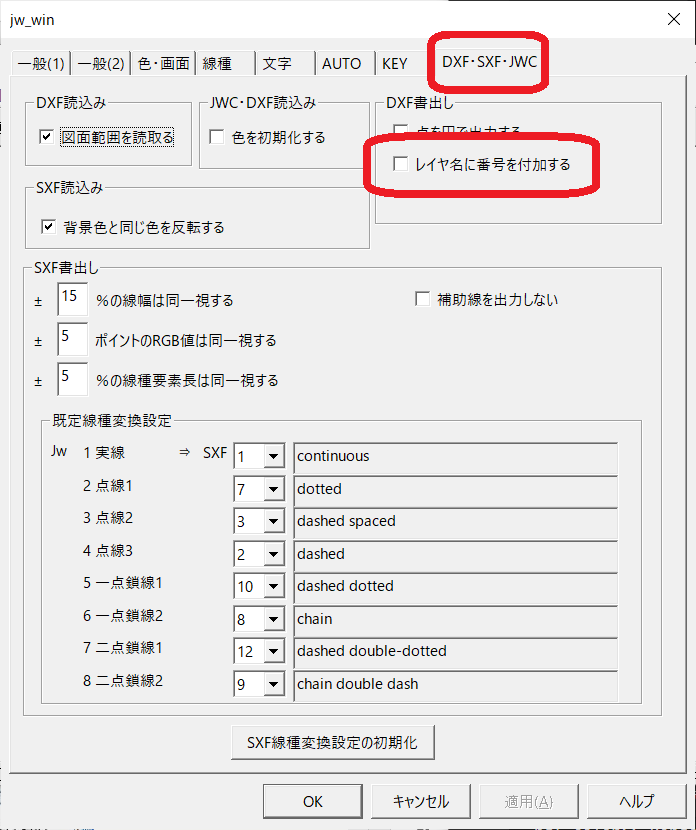 jw_win
一般(1) 一般(2) 色・画面 線種 文字 AUTO KEY DXF・SXF・JWC
DXF読込み
図面範囲を読取る
JWC・DXF読込み
色を初期化する
DXF書出し
点を円で出力する
レイヤ名に番号を付加する
SXF読込み
背景色と同じ色を反転する
SXF書出し
± 15 %の線幅は同一視する
補助線を出力しない
± 5 ポイントのRGB値は同一視する
± 5 %の線種要素長は同一視する
既定線種変換設定
Jw 1 実線 ⇒ SXF 1 continuous
2 点線1 7 dotted
3 点線2 3 dashed spaced
4 点線3 2 dashed
5 一点鎖線1 10 dashed dotted
6 一点鎖線2 8 chain
7 二点鎖線1 12 dashed double-dotted
8 二点鎖線2 9 chain double dash
SXF線種変換設定の初期化
OK キャンセル 適用(A) ヘルプ